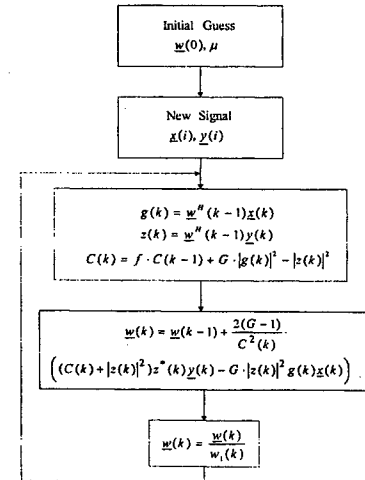 Initial Guess
w(0), μ
New Signal
x(i), y(i)
g(k) = w^H (k−1)x(k)
z(k) = w^H (k−1)y(k)
C(k) = f · C(k−1) + G · |g(k)|² − |z(k)|²
w(k) = w(k−1) + 2(G−1)/C²(k) ·
((C(k) + |z(k)|²)z*(k)y(k) − G · |z(k)|² g(k)x(k))
w(k) = w(k)/w₁(k)